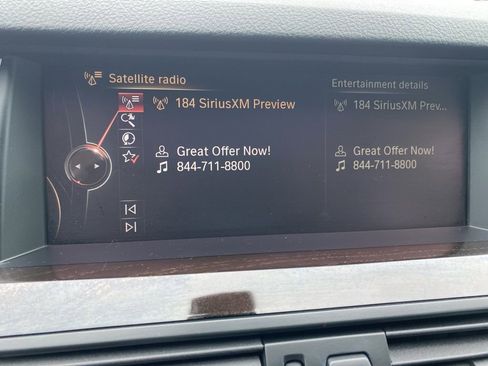 Satellite radio
184 SiriusXM Preview
Great Offer Now!
844-711-8800
Entertainment details
184 SiriusXM Prev...
Great Offer Now!
844-711-8800